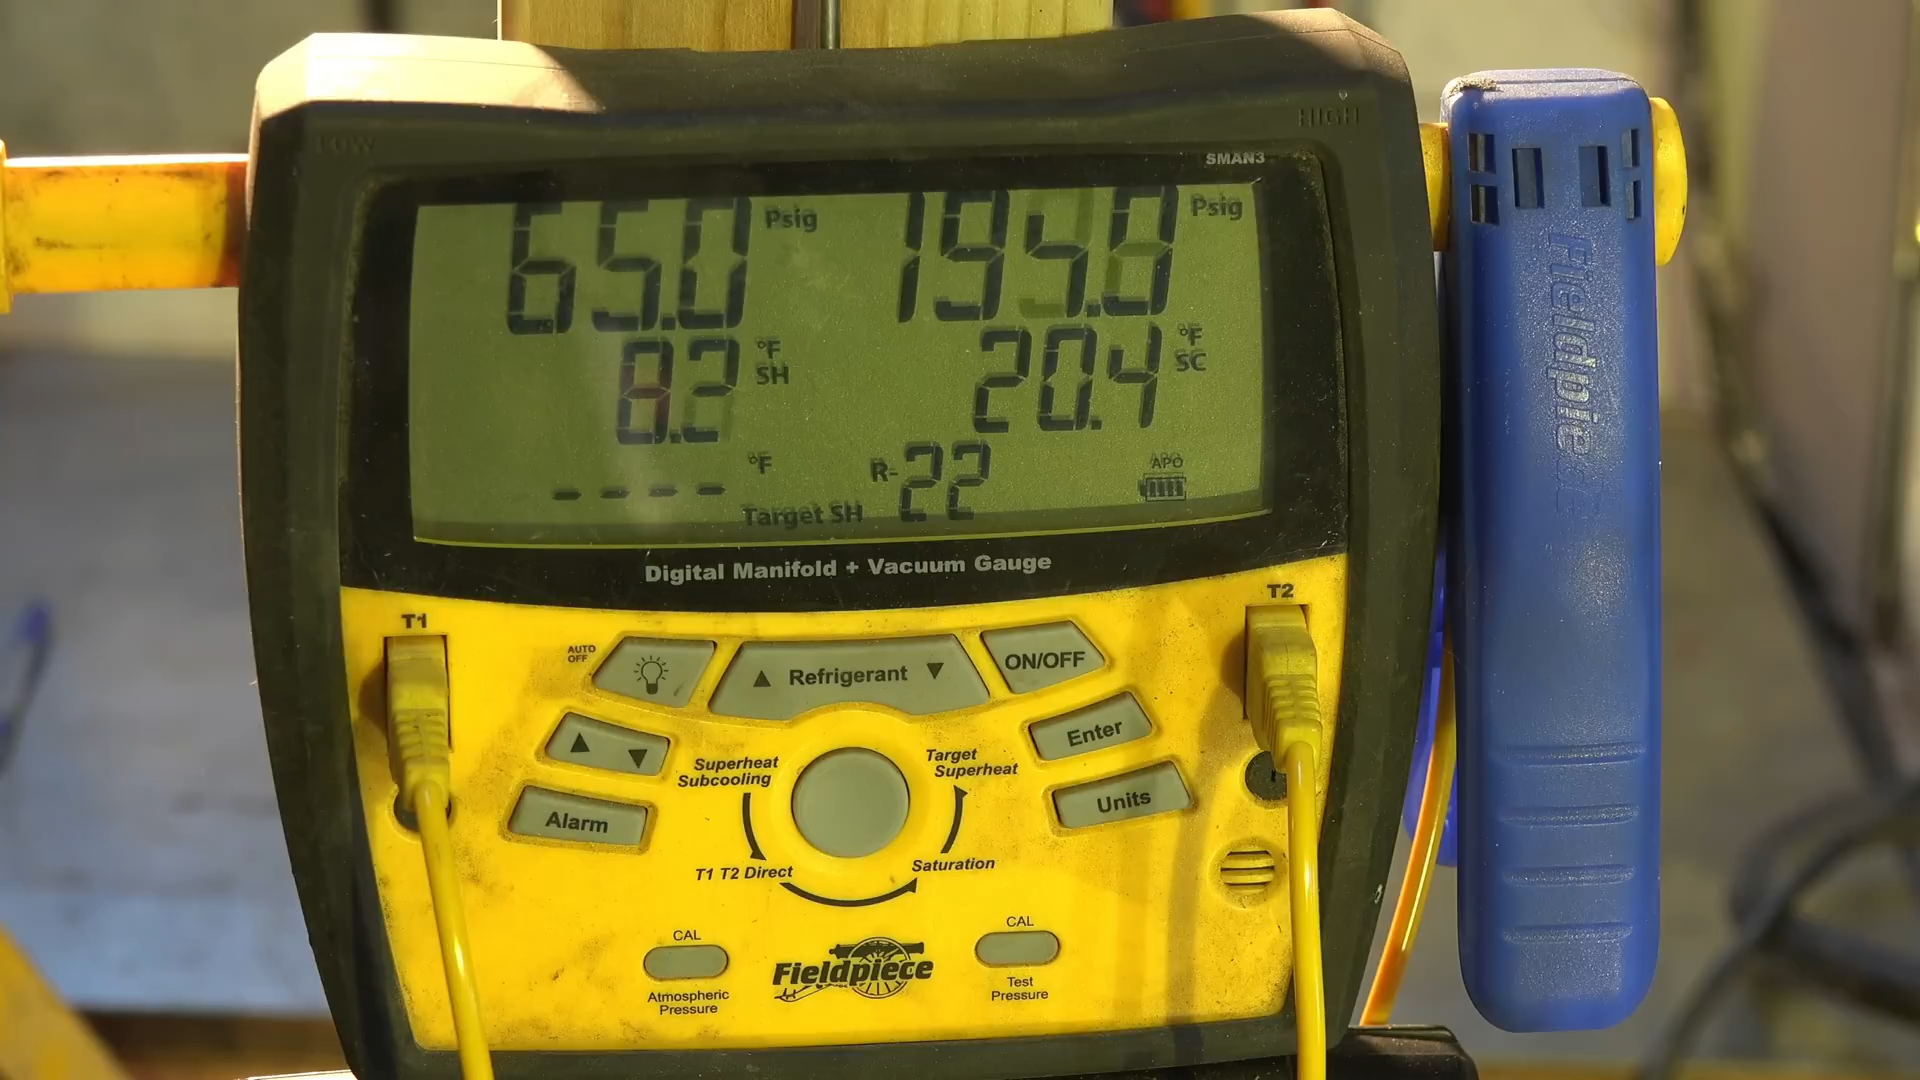 LOW
HIGH
SMAN3
65.0 Psig
Psig
8.2 °F SH
20.4 °F SC
---- °F
Target SH
R-22
APO
Digital Manifold + Vacuum Gauge
T1
T2
AUTO OFF
▲ Refrigerant ▼
ON/OFF
▲ ▼
Enter
Superheat
Subcooling
Target
Superheat
Alarm
Units
T1 T2 Direct
Saturation
CAL
CAL
Fieldpiece
Atmospheric
Pressure
Test
Pressure
Fieldpiece